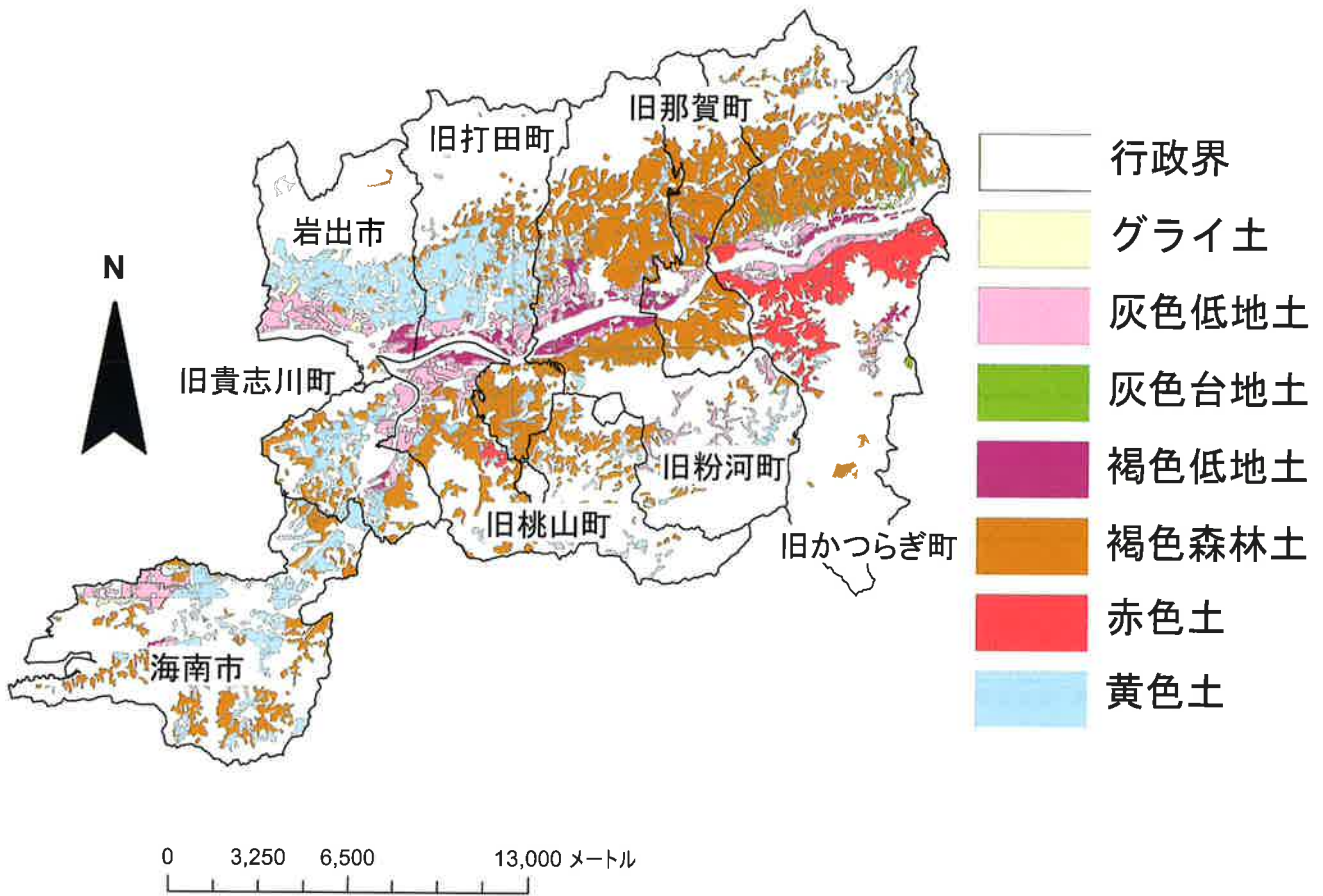 旧那賀町
旧打田町
岩出市
N
旧貴志川町
旧粉河町
旧桃山町
旧かつらぎ町
海南市
行政界
グライ土
灰色低地土
灰色台地土
褐色低地土
褐色森林土
赤色土
黄色土
0 3,250 6,500 13,000 メートル